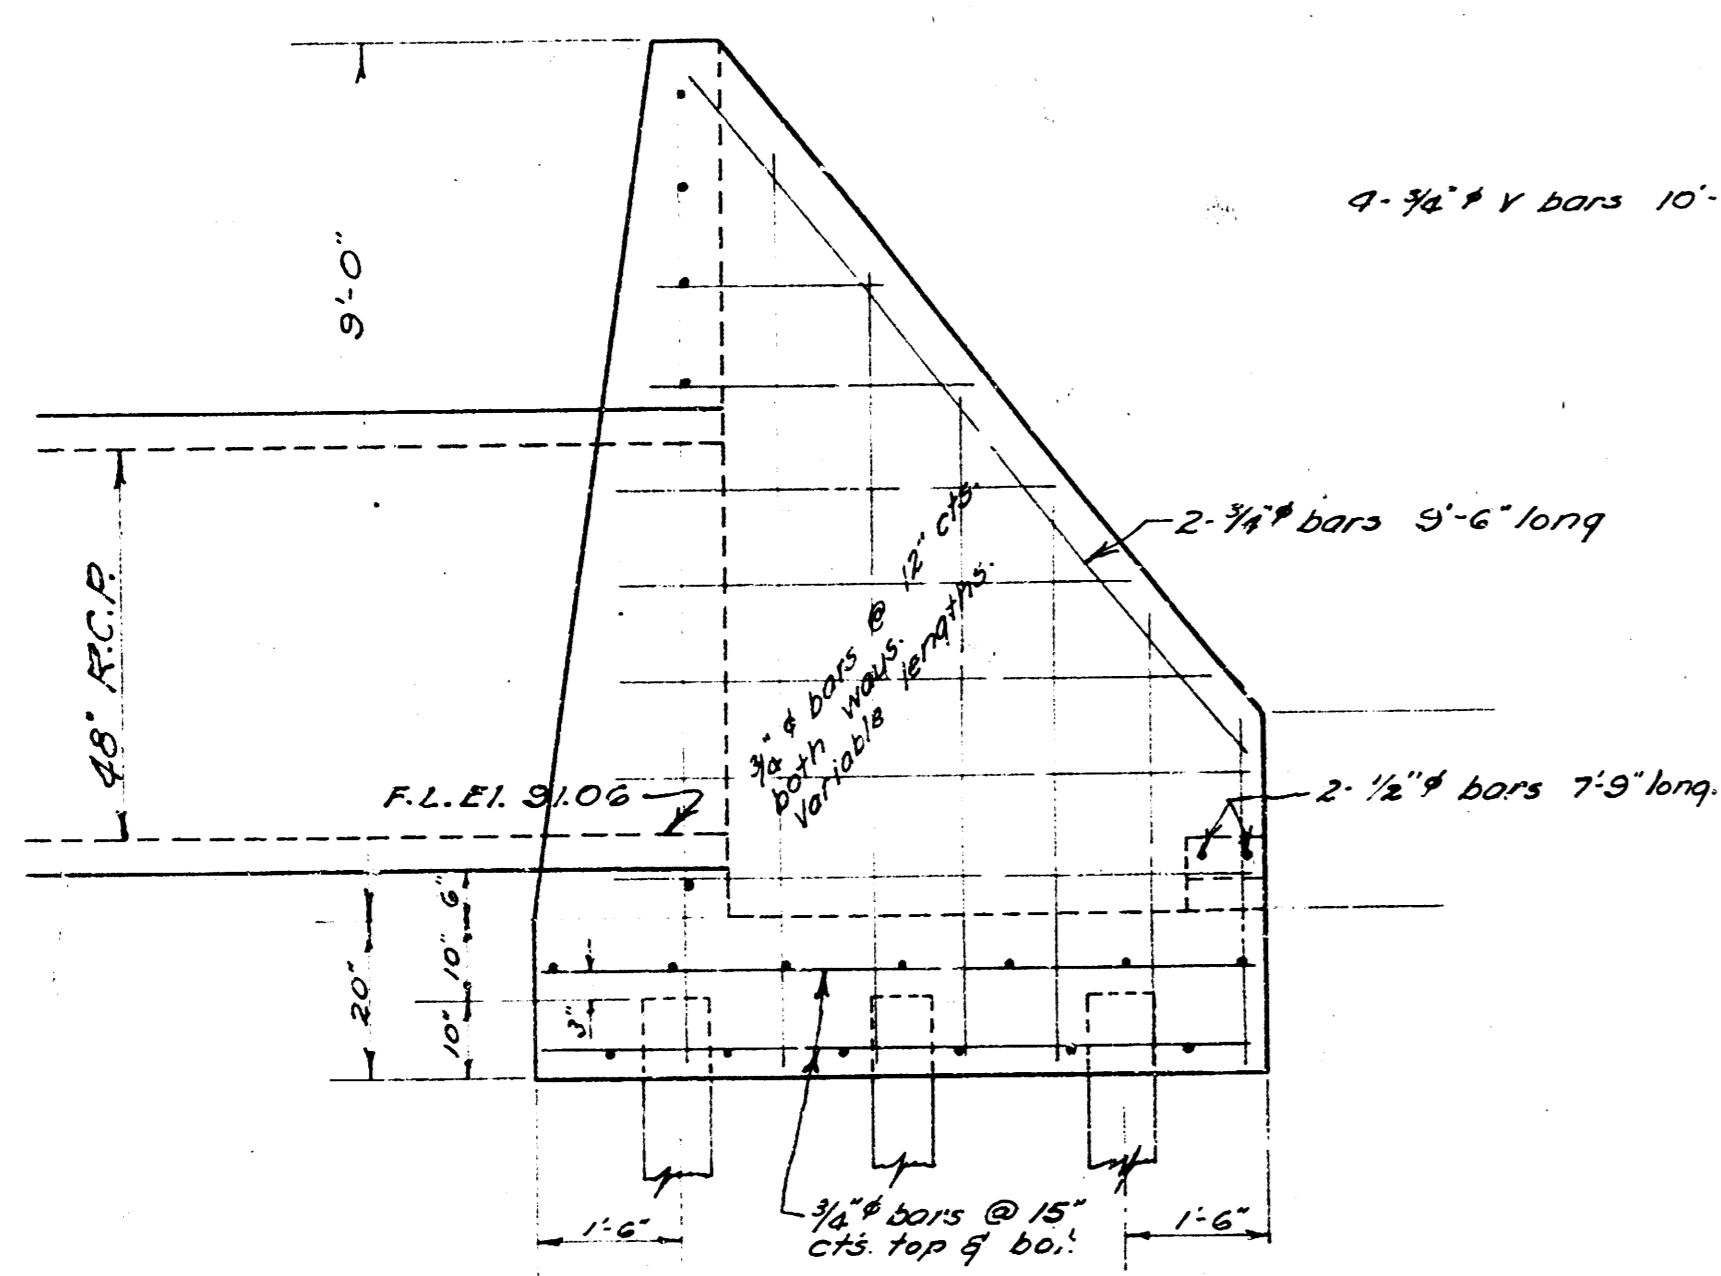 9'-0"
4-3/4"⌀ V bars 10'-
2-3/4"⌀ bars 9'-6" long
48" R.C.P.
3/4"⌀ bars @ 12" cts.
both ways.
variable lengths.
F.L. El. 91.06
2-1/2"⌀ bars 7'-9" long.
20"
6"
10"
10"
3"
1'-6"
3/4"⌀ bars @ 15"
cts. top & bot.
1'-6"